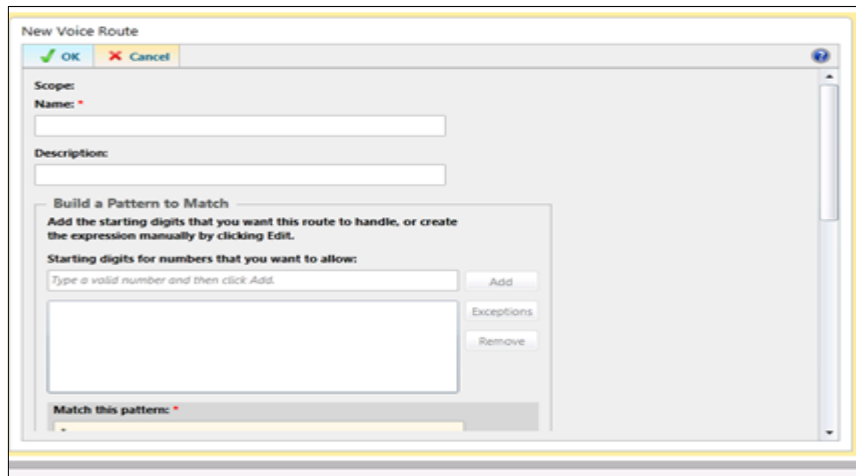 New Voice Route
OK Cancel
Scope:
Name: *
Description:
Build a Pattern to Match
Add the starting digits that you want this route to handle, or create
the expression manually by clicking Edit.
Starting digits for numbers that you want to allow:
Type a valid number and then click Add.
Add
Exceptions
Remove
Match this pattern: *